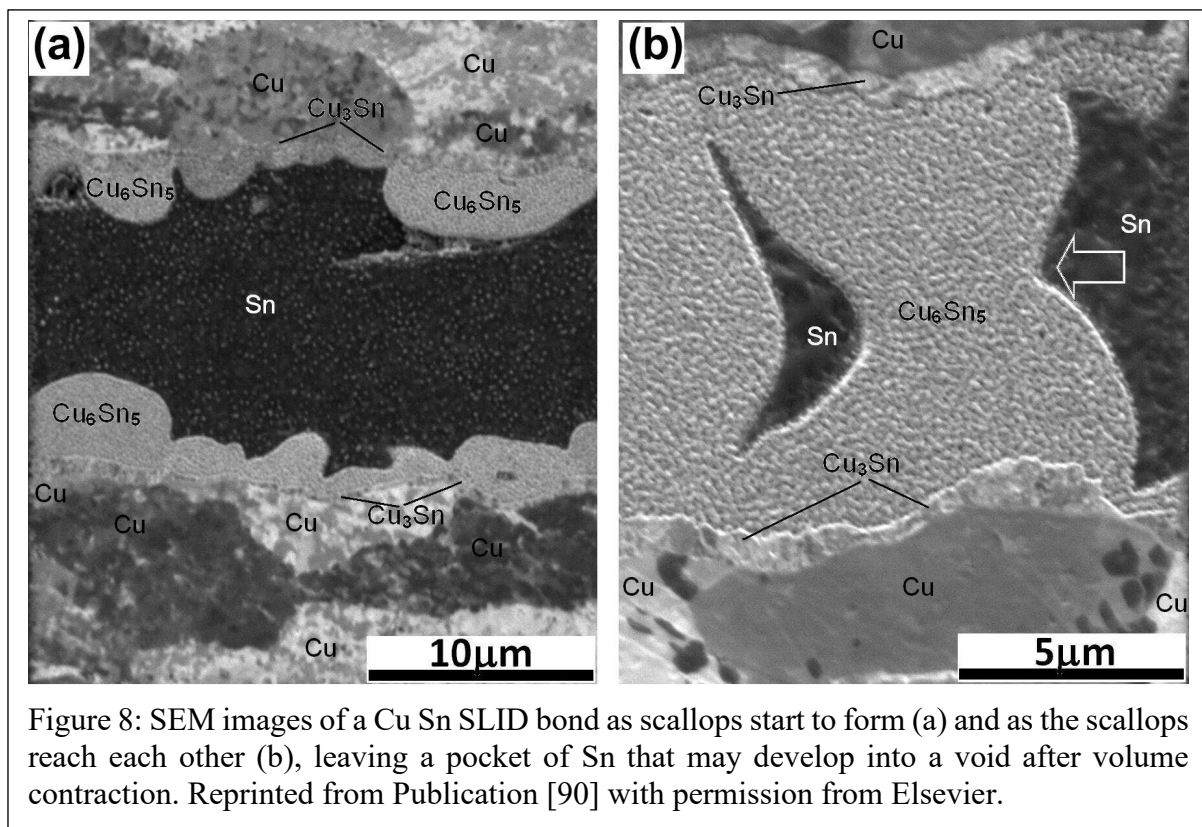 (a)
Cu
Cu
Cu₃Sn
Cu
Cu₆Sn₅
Cu₆Sn₅
Sn
Cu₆Sn₅
Cu
Cu
Cu
Cu₃Sn
Cu
Cu
10µm
(b)
Cu
Cu₃Sn
Sn
Cu₆Sn₅
Sn
Cu₃Sn
Cu
Cu
Cu
5µm
Figure 8: SEM images of a Cu Sn SLID bond as scallops start to form (a) and as the scallops
reach each other (b), leaving a pocket of Sn that may develop into a void after volume
contraction. Reprinted from Publication [90] with permission from Elsevier.